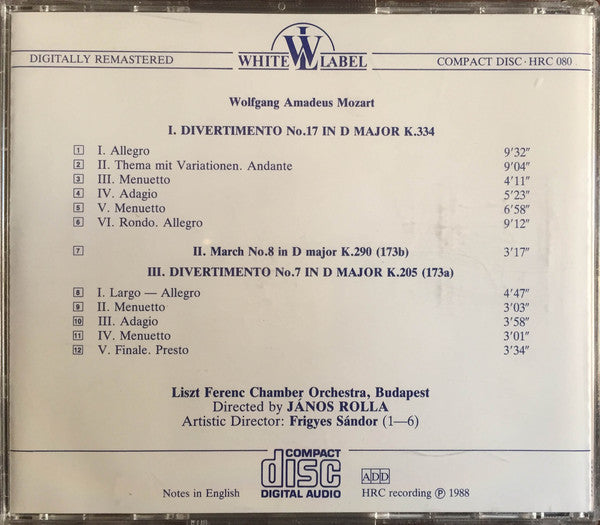 DIGITALLY REMASTERED
WL
WHITE LABEL
COMPACT DISC · HRC 080
Wolfgang Amadeus Mozart
I. DIVERTIMENTO No.17 IN D MAJOR K.334
1 I. Allegro 9’32”
2 II. Thema mit Variationen. Andante 9’04”
3 III. Menuetto 4’11”
4 IV. Adagio 5’23”
5 V. Menuetto 6’58”
6 VI. Rondo. Allegro 9’12”
7 II. March No.8 in D major K.290 (173b) 3’17”
III. DIVERTIMENTO No.7 IN D MAJOR K.205 (173a)
8 I. Largo — Allegro 4’47”
9 II. Menuetto 3’03”
10 III. Adagio 3’58”
11 IV. Menuetto 3’01”
12 V. Finale. Presto 3’34”
Liszt Ferenc Chamber Orchestra, Budapest
Directed by JÁNOS ROLLA
Artistic Director: Frigyes Sándor (1—6)
COMPACT
disc
DIGITAL AUDIO
ADD
Notes in English
HRC recording Ⓟ 1988